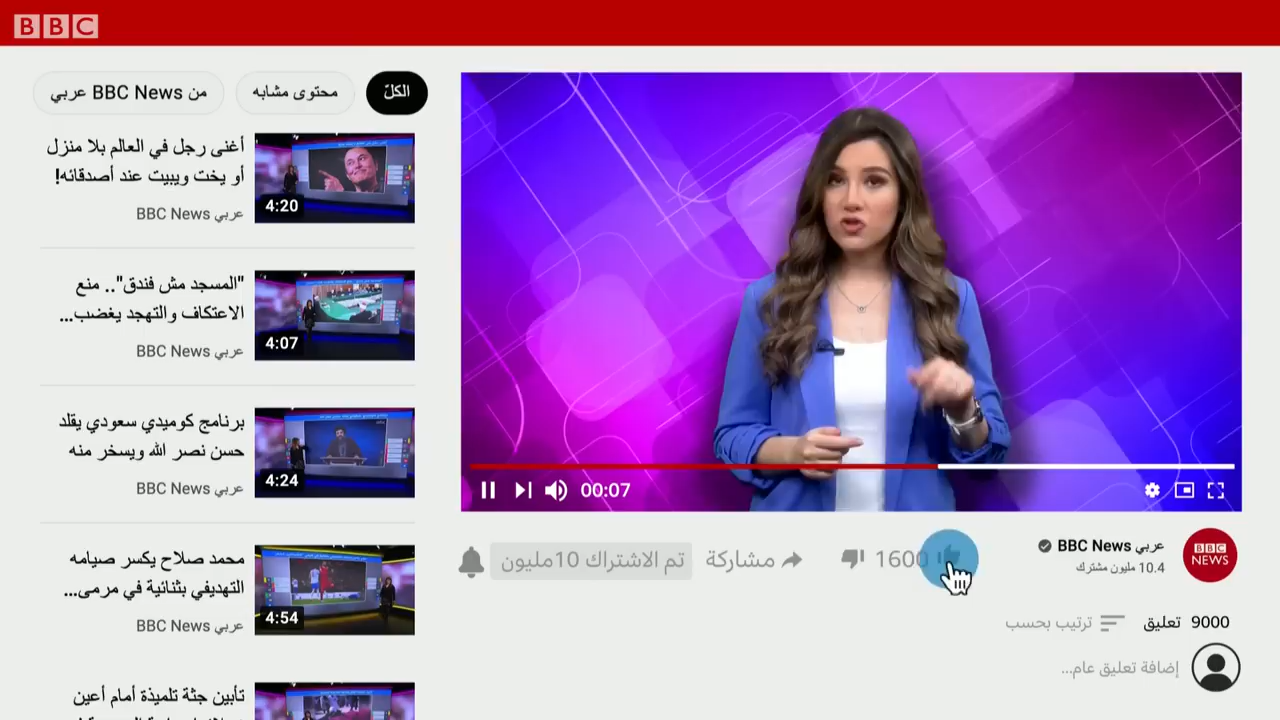 BBC
الكلّ
محتوى مشابه
من BBC News عربي
أغنى رجل في العالم بلا منزل
أو يخت ويبيت عند أصدقائه!
عربي BBC News
4:20
"المسجد مش فندق".. منع
الاعتكاف والتهجد يغضب...
عربي BBC News
4:07
برنامج كوميدي سعودي يقلد
حسن نصر الله ويسخر منه
عربي BBC News
4:24
محمد صلاح يكسر صيامه
التهديفي بثنائية في مرمى...
عربي BBC News
4:54
تأبين جثة تلميذة أمام أعين
00:07
BBC
NEWS
عربي BBC News
10.4 مليون مشترك
1600
مشاركة
تم الاشتراك 10مليون
9000 تعليق
ترتيب بحسب
إضافة تعليق عام...